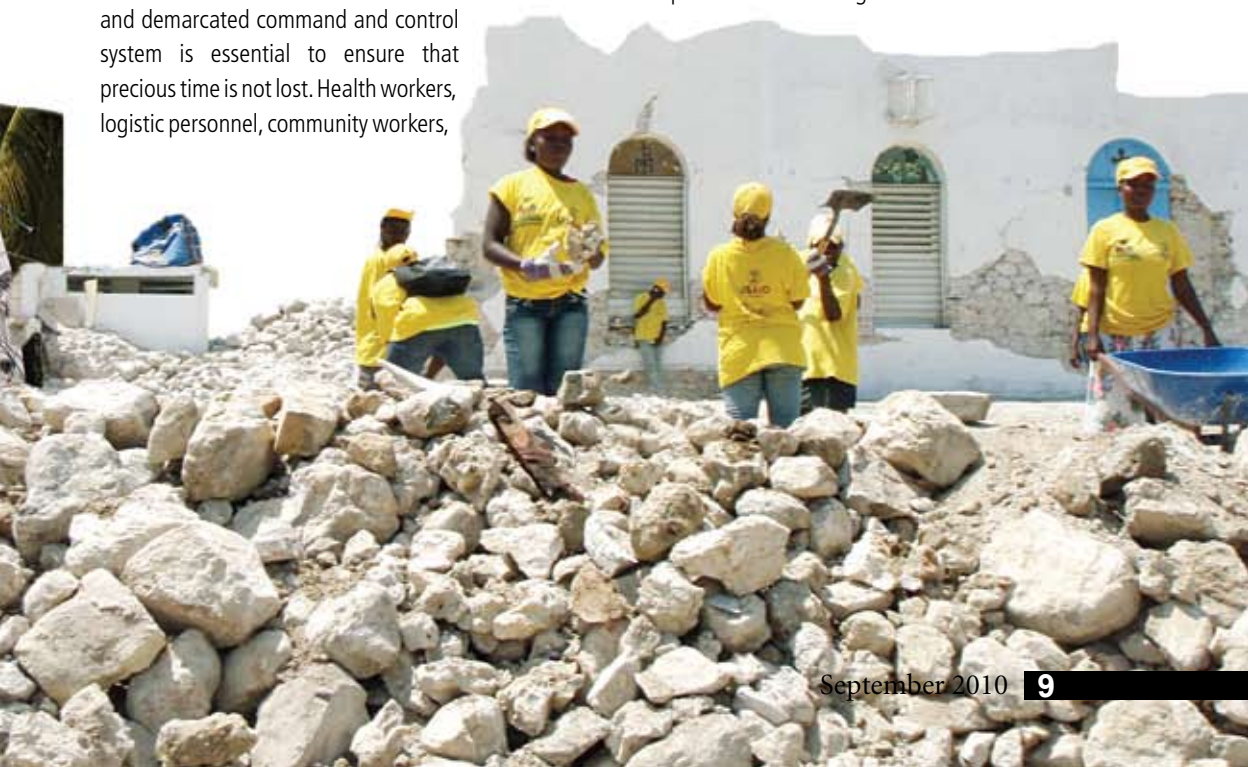 and demarcated command and control
system is essential to ensure that
precious time is not lost. Health workers,
logistic personnel, community workers,
USAID
September 2010 9